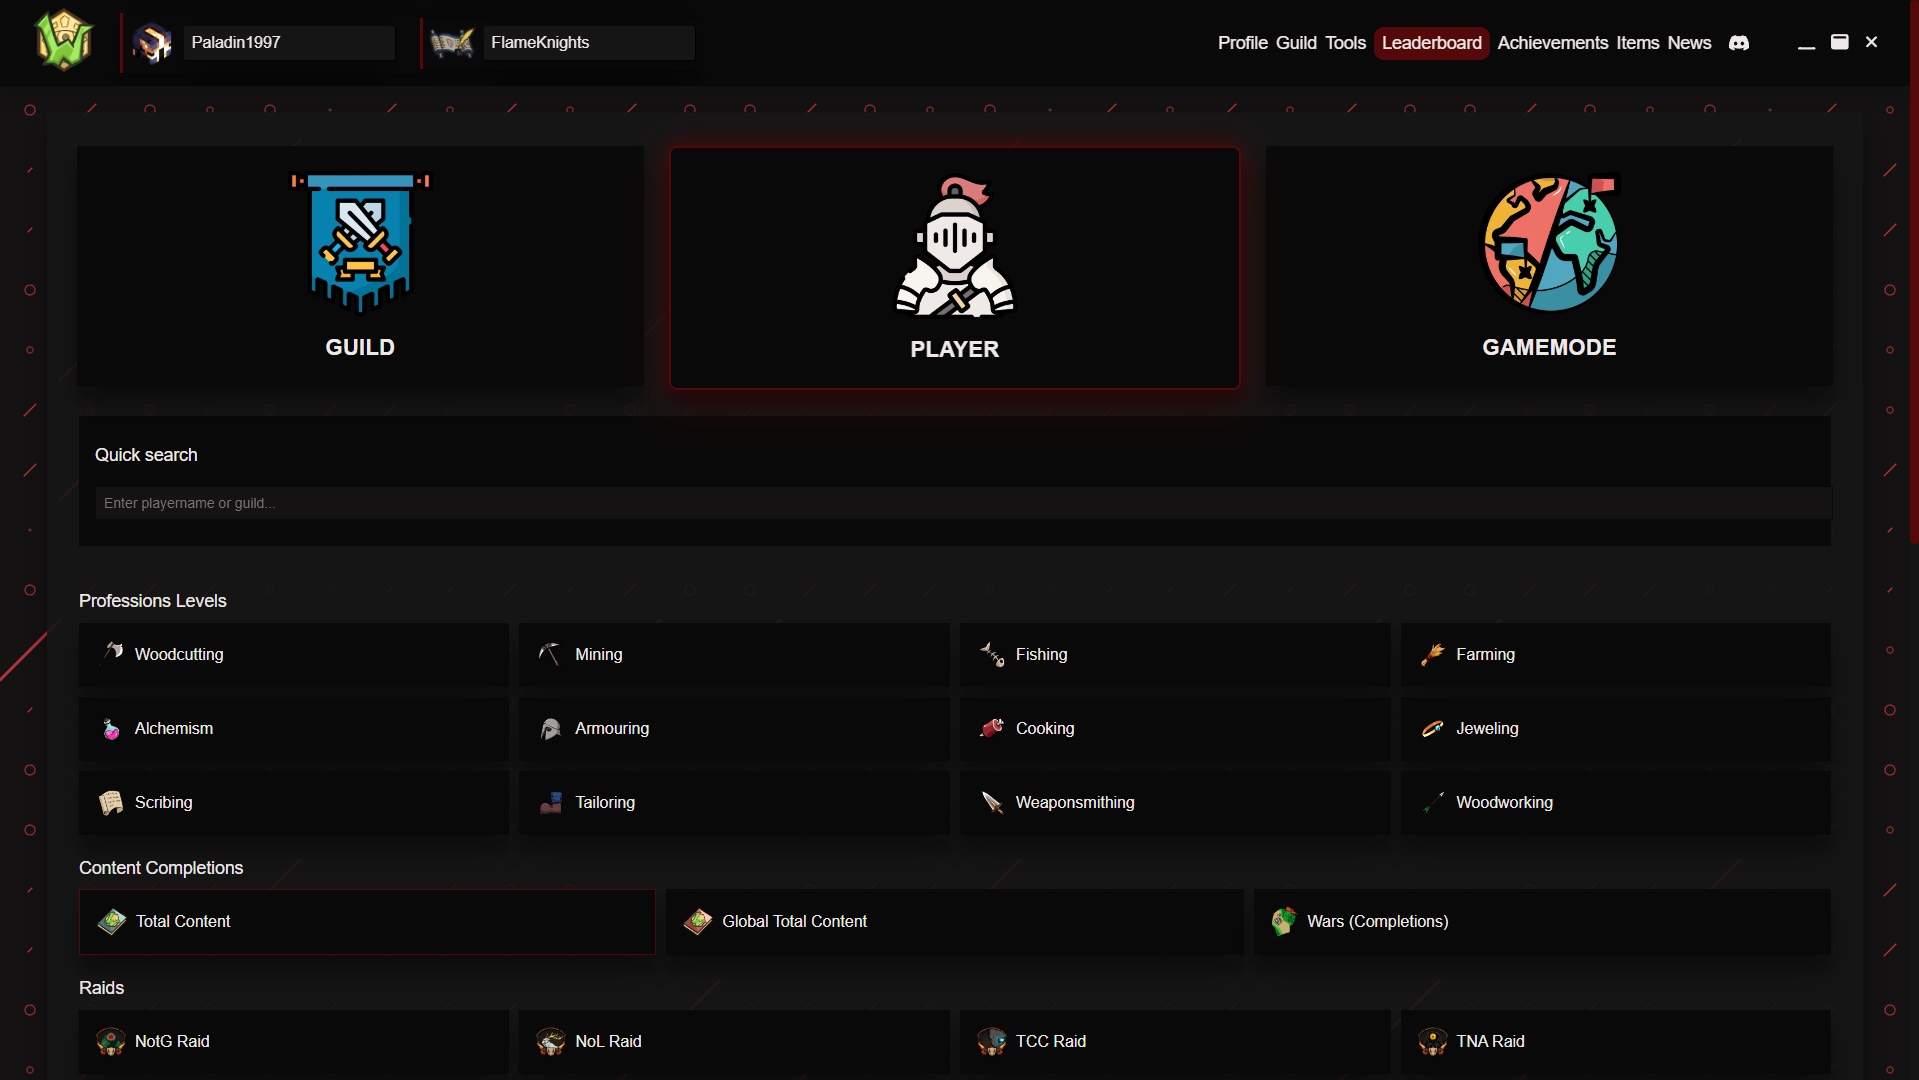 Paladin1997
FlameKnights
Profile Guild Tools Leaderboard Achievements Items News
GUILD
PLAYER
GAMEMODE
Quick search
Enter playername or guild...
Professions Levels
Woodcutting
Mining
Fishing
Farming
Alchemism
Armouring
Cooking
Jeweling
Scribing
Tailoring
Weaponsmithing
Woodworking
Content Completions
Total Content
Global Total Content
Wars (Completions)
Raids
NotG Raid
NoL Raid
TCC Raid
TNA Raid